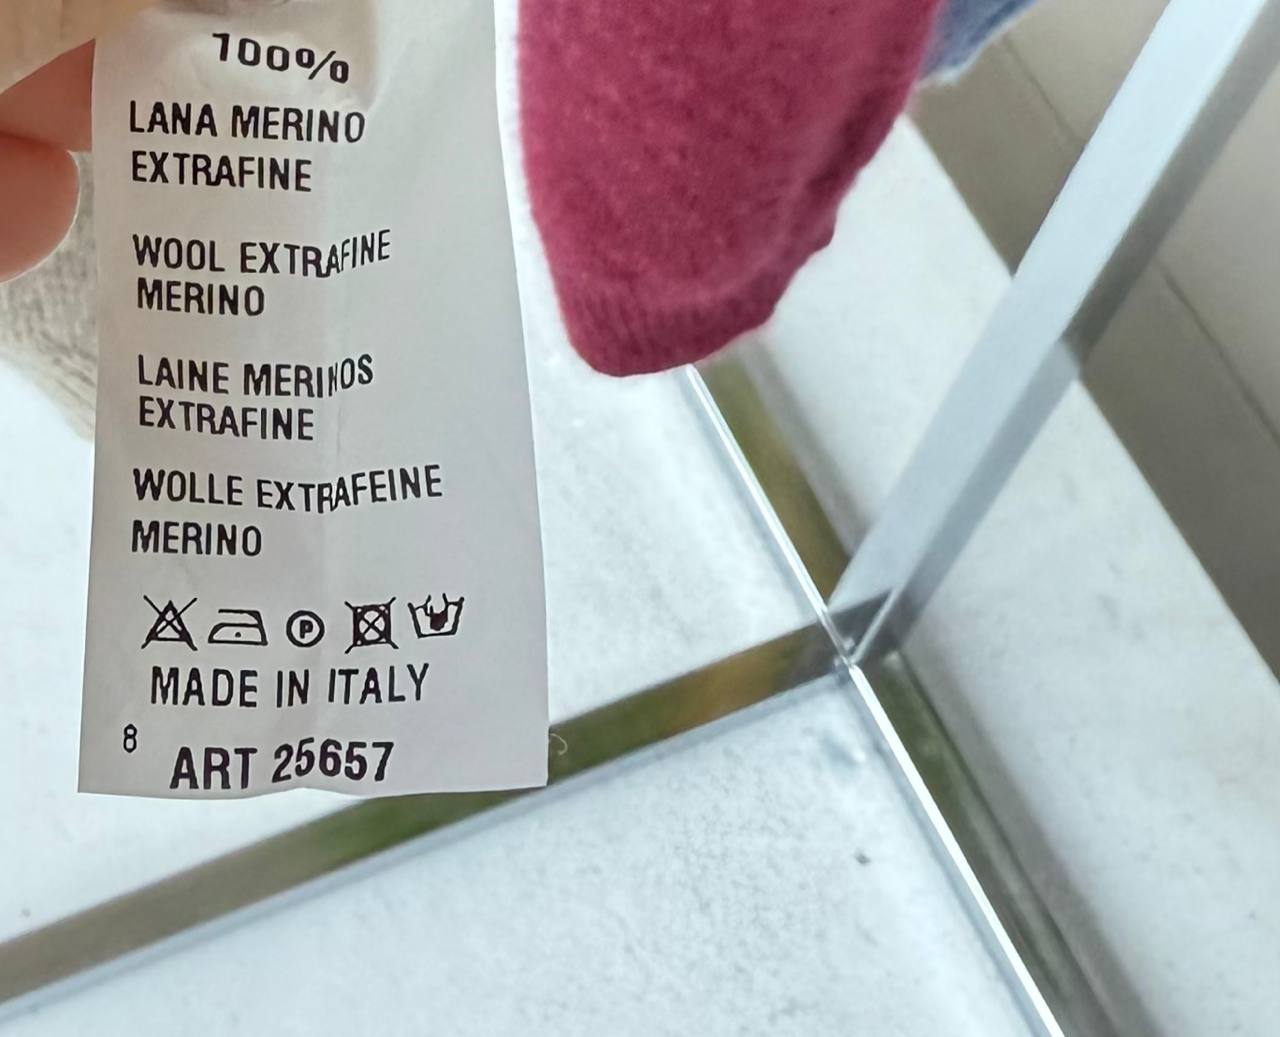 100%
LANA MERINO
EXTRAFINE
WOOL EXTRAFINE
MERINO
LAINE MERINOS
EXTRAFINE
WOLLE EXTRAFEINE
MERINO
P
MADE IN ITALY
8
ART 25657